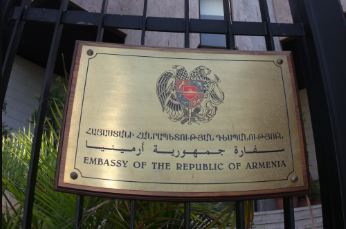 ՀԱՅԱՍՏԱՆԻ ՀԱՆՐԱՊԵՏՈՒԹՅԱՆ ԴԵՍՊԱՆՈՒԹՅՈՒՆ
سفارة جمهورية أرمينيا
EMBASSY OF THE REPUBLIC OF ARMENIA